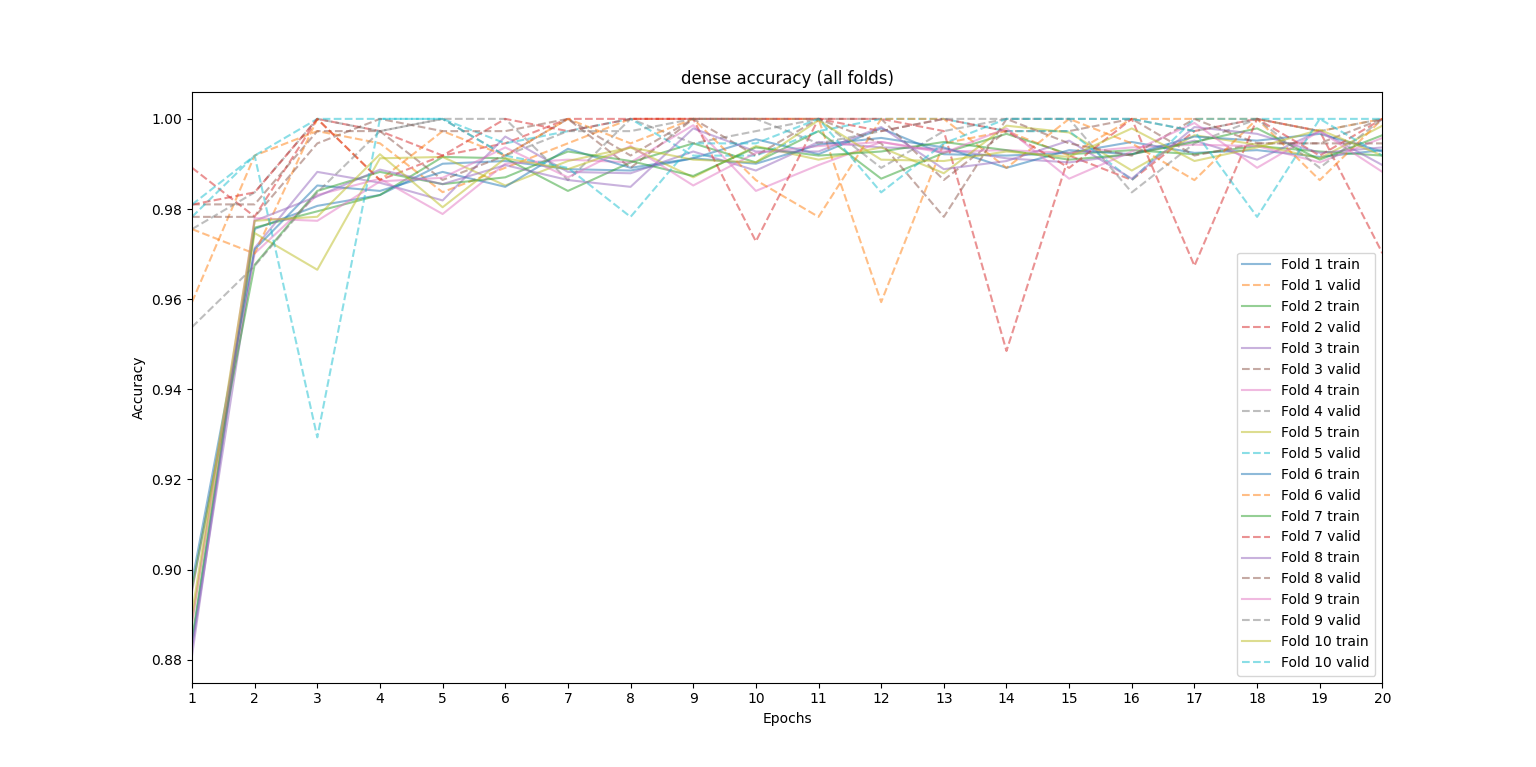 dense accuracy (all folds)
1.00
0.98
0.96
0.94
0.92
0.90
0.88
Accuracy
Fold 1 train
Fold 1 valid
Fold 2 train
Fold 2 valid
Fold 3 train
Fold 3 valid
Fold 4 train
Fold 4 valid
Fold 5 train
Fold 5 valid
Fold 6 train
Fold 6 valid
Fold 7 train
Fold 7 valid
Fold 8 train
Fold 8 valid
Fold 9 train
Fold 9 valid
Fold 10 train
Fold 10 valid
1 2 3 4 5 6 7 8 9 10 11 12 13 14 15 16 17 18 19 20
Epochs